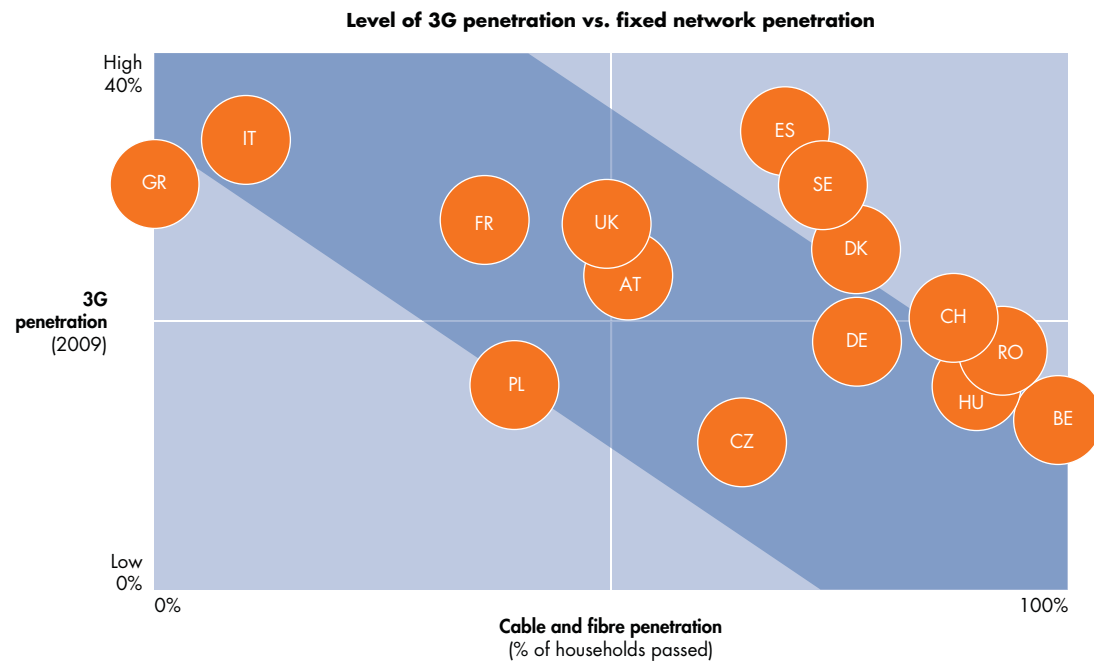 Level of 3G penetration vs. fixed network penetration
High
40%
ES
IT
GR
SE
FR
UK
DK
AT
3G
penetration
(2009)
CH
DE
RO
PL
HU
BE
CZ
Low
0%
0%
100%
Cable and fibre penetration
(% of households passed)